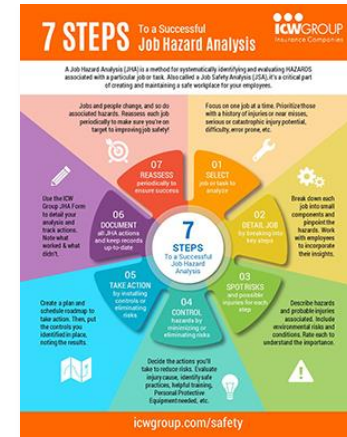 7 STEPS
To a Successful
Job Hazard Analysis
ICWGROUP
Insurance Companies
A Job Hazard Analysis (JHA) is a method for systematically identifying and evaluating HAZARDS
associated with a particular job or task. Also called a Job Safety Analysis (JSA), it's a critical part
of creating and maintaining a safe workplace for your employees.
Jobs and people change, and so do
associated hazards. Reassess each job
periodically to make sure you're on
target to improving job safety!
Focus on one job at a time. Prioritize those
with a history of injuries or near misses,
serious or catastrophic injury potential,
difficulty, error prone, etc.
07
REASSESS
periodically to
ensure success
01
SELECT
job or task to
analyze
Use the ICW
Group JHA Form
to detail your
analysis and
track actions.
Note what
worked & what
didn't.
06
DOCUMENT
all JHA actions
and keep records
up-to-date
7
STEPS
To a Successful
Job Hazard
Analysis
02
DETAIL JOB
by breaking into
key steps
Break down each
job into small
components and
pinpoint the
hazards. Work
with employees
to incorporate
their insights.
05
TAKE ACTION
by installing
controls or
eliminating
risks
03
SPOT RISKS
and possible
injuries for each
step
04
CONTROL
hazards by
minimizing or
eliminating risks
Create a plan and
schedule roadmap to
take action. Then, put
the controls you
identified in place,
noting the results.
Describe hazards
and probable injuries
associated. Include
environmental risks and
conditions. Rate each to
understand the importance.
Decide the actions you'll
take to reduce risks. Evaluate
injury cause, identify safe
practices, helpful training,
Personal Protective
Equipment needed, etc.
icwgroup.com/safety